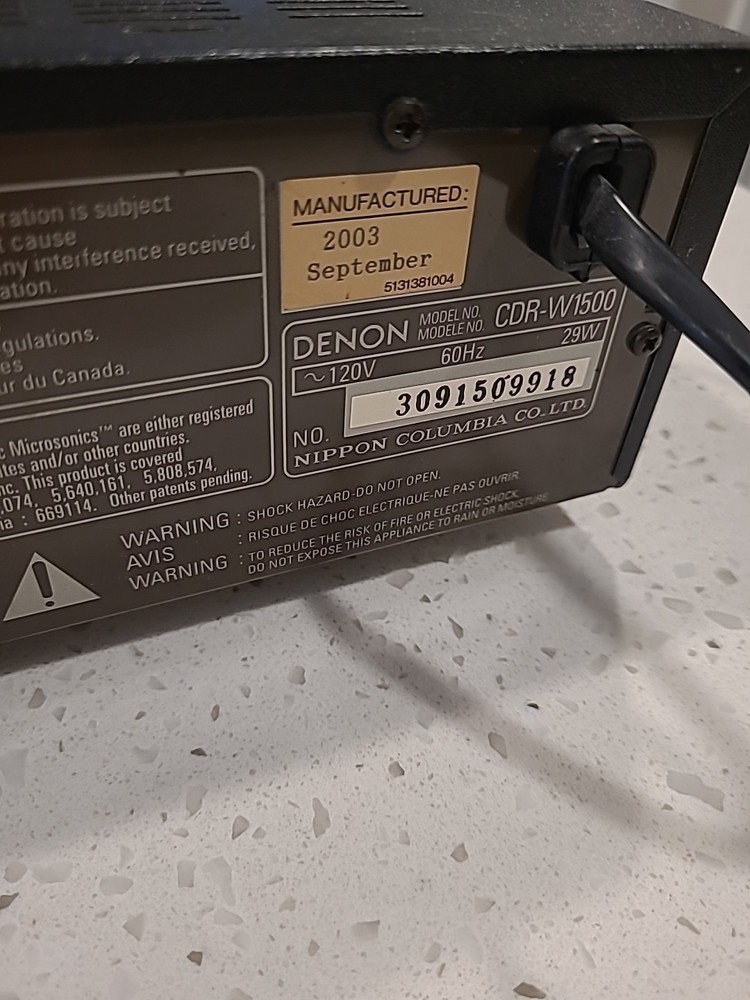 ration is subject
t cause
ny interference received,
ation.
gulations.
es
ur du Canada.
c Microsonics™ are either registered
tes and/or other countries.
nc. This product is covered
,074, 5,640,161, 5,808,574,
na : 669114. Other patents pending.
MANUFACTURED:
2003
September
5131381004
DENON MODEL NO. CDR-W1500
MODELE NO.
~120V 60Hz 29W
NO. 3091509918
NIPPON COLUMBIA CO. LTD.
WARNING : SHOCK HAZARD-DO NOT OPEN.
AVIS : RISQUE DE CHOC ELECTRIQUE-NE PAS OUVRIR.
WARNING : TO REDUCE THE RISK OF FIRE OR ELECTRIC SHOCK,
DO NOT EXPOSE THIS APPLIANCE TO RAIN OR MOISTURE